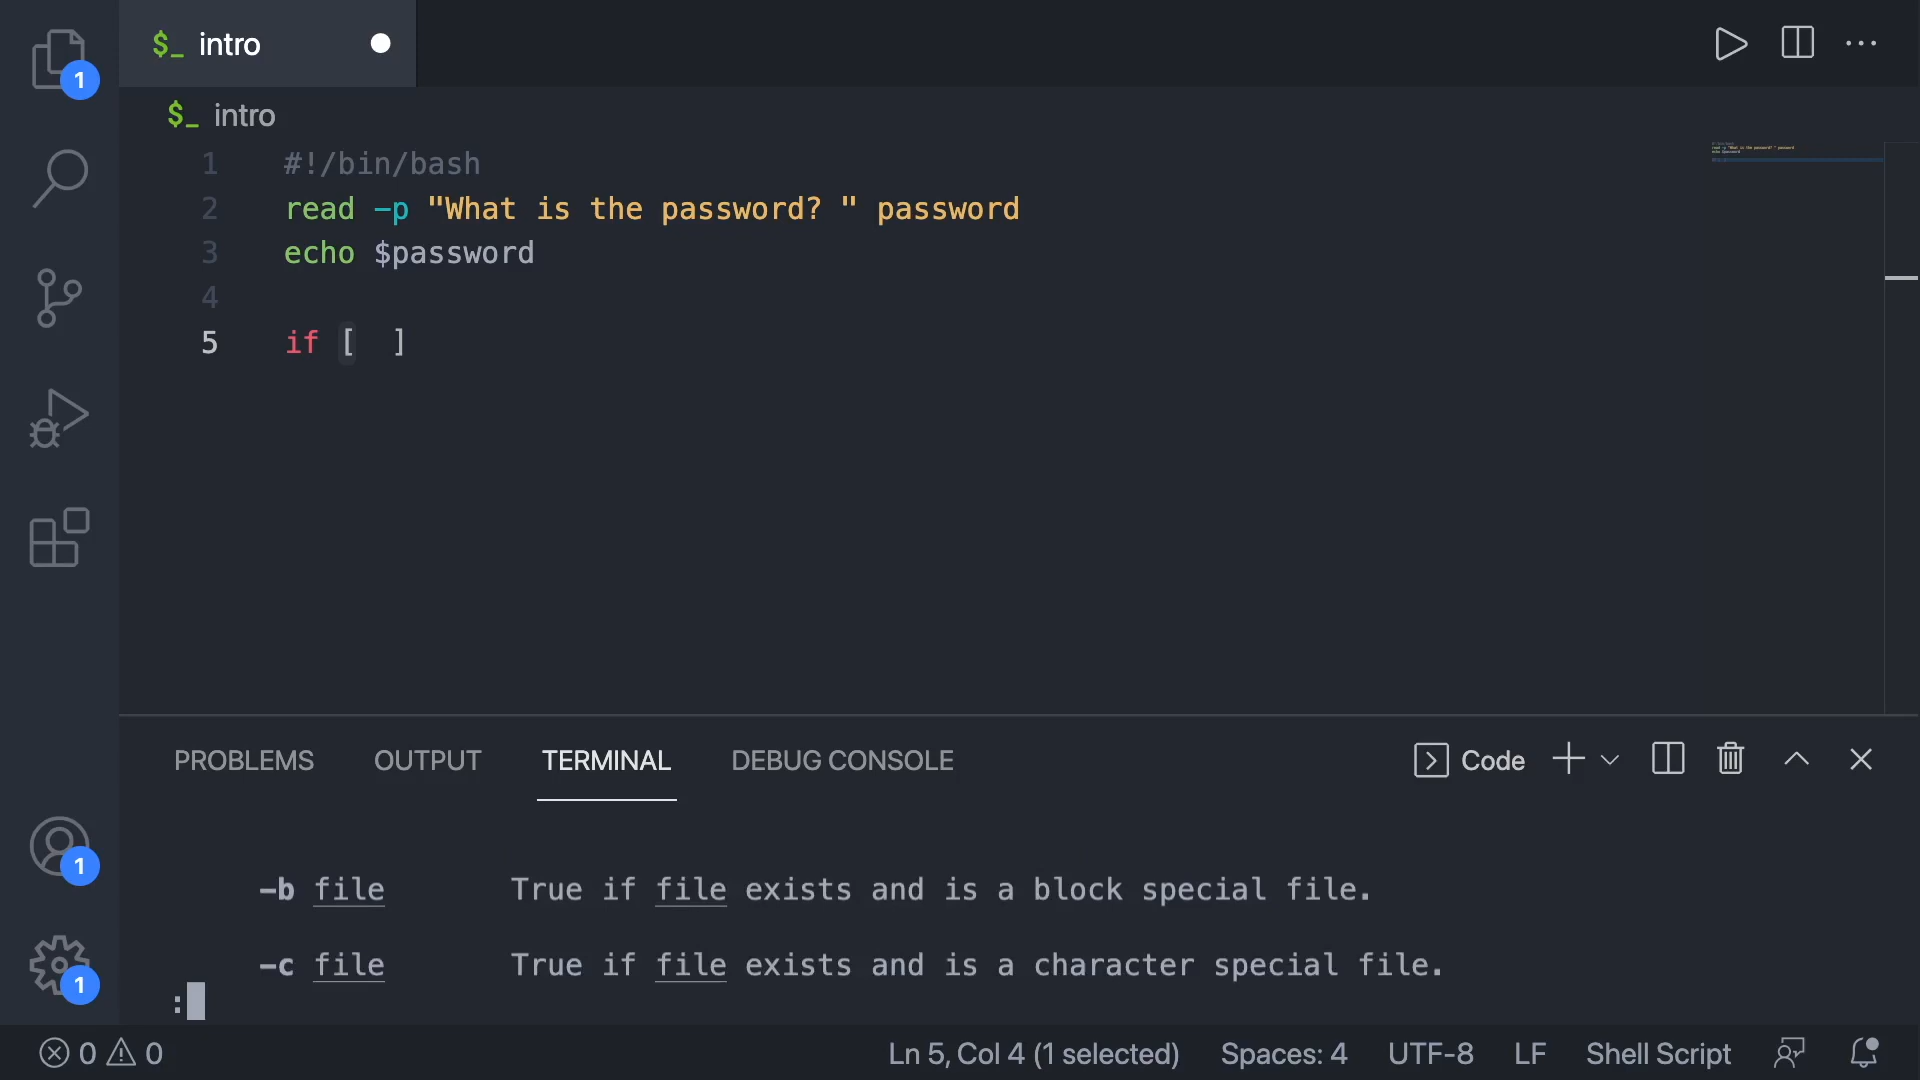 1
$_ intro
$_ intro
1 #!/bin/bash
2 read -p "What is the password? " password
3 echo $password
4
5 if [  ]
PROBLEMS OUTPUT TERMINAL DEBUG CONSOLE Code
-b file True if file exists and is a block special file.
-c file True if file exists and is a character special file.
:
1
1
0 0 Ln 5, Col 4 (1 selected) Spaces: 4 UTF-8 LF Shell Script